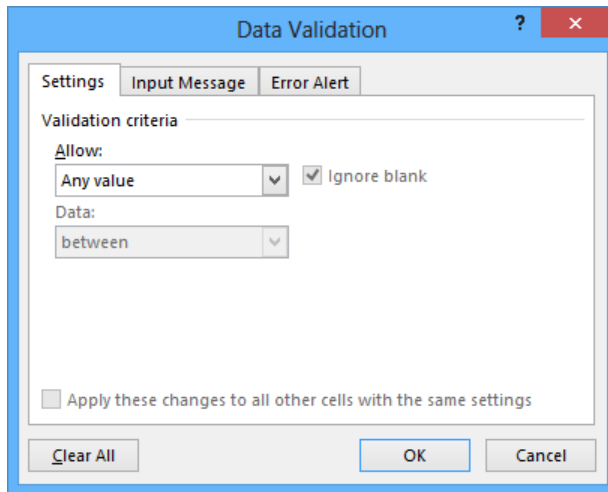 Data Validation
?
Settings
Input Message
Error Alert
Validation criteria
Allow:
Any value
Ignore blank
Data:
between
Apply these changes to all other cells with the same settings
Clear All
OK
Cancel